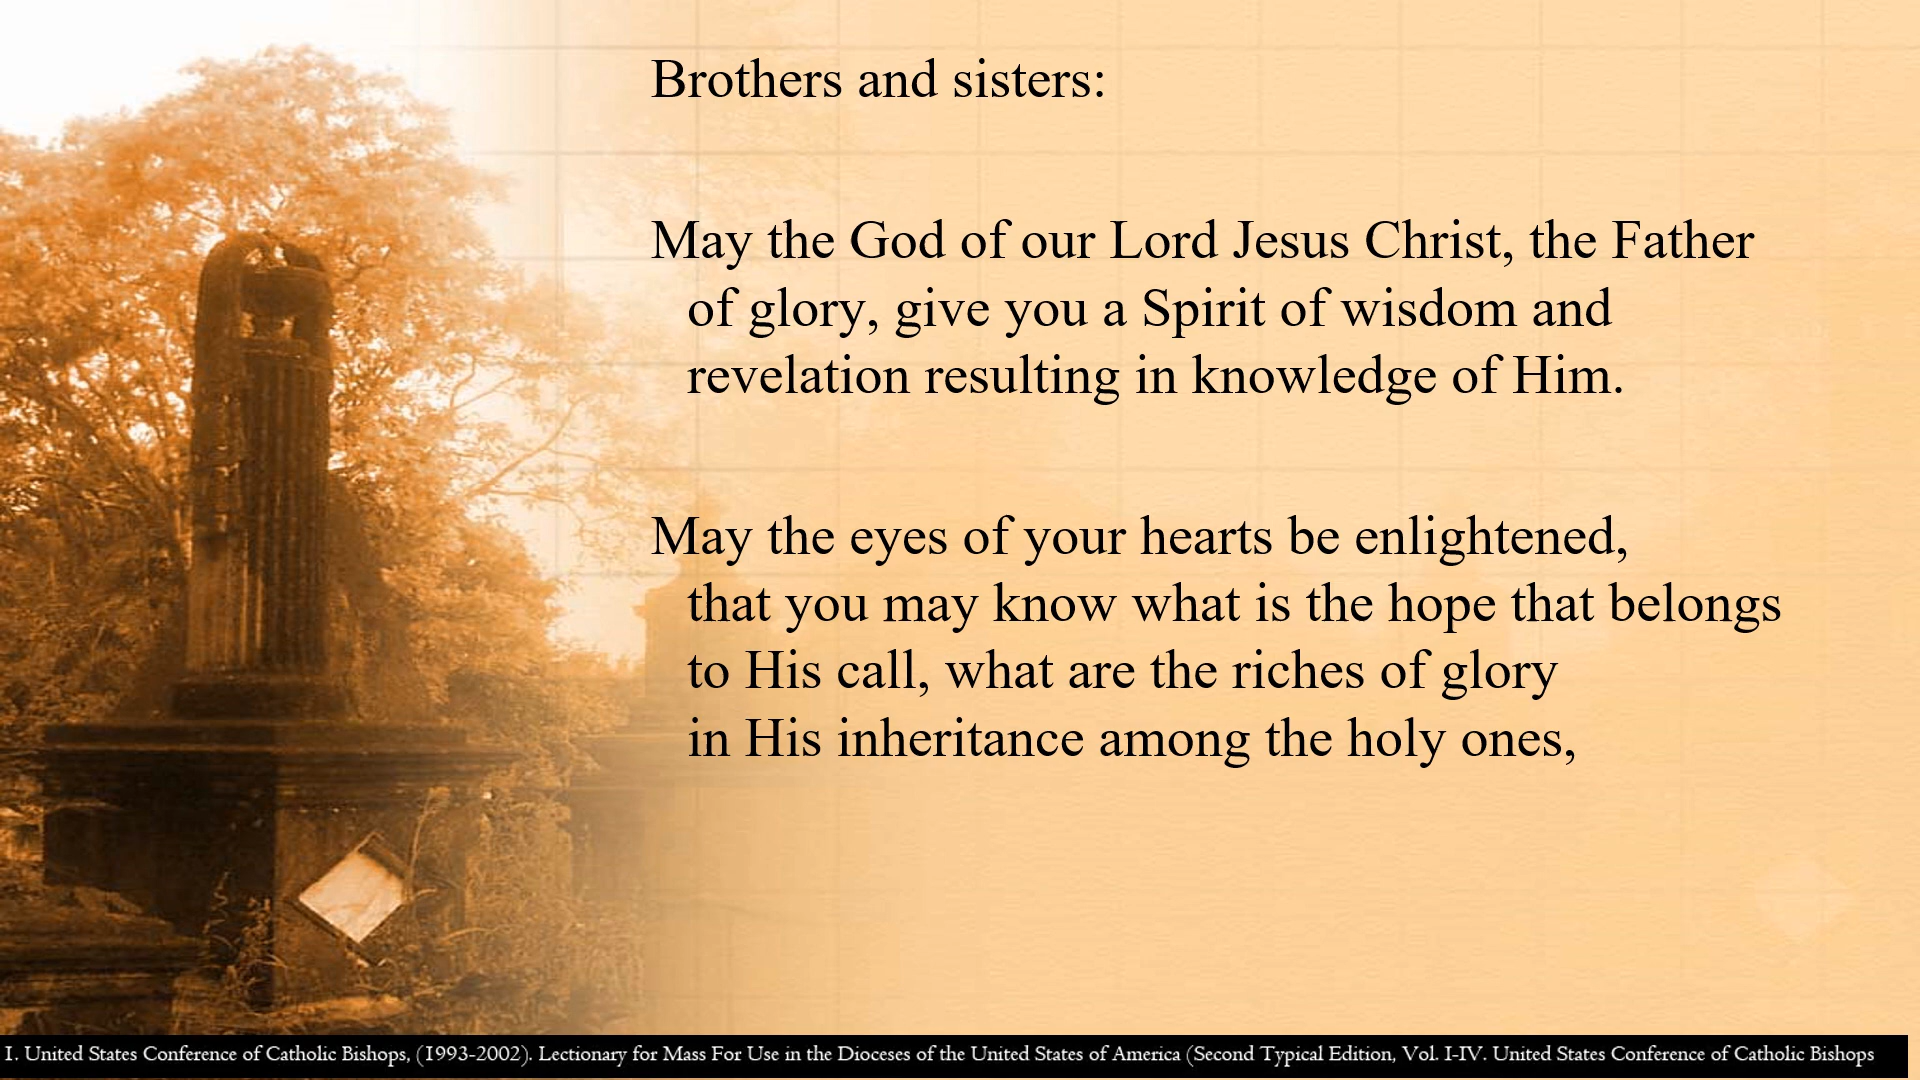 Brothers and sisters:
May the God of our Lord Jesus Christ, the Father
of glory, give you a Spirit of wisdom and
revelation resulting in knowledge of Him.
May the eyes of your hearts be enlightened,
that you may know what is the hope that belongs
to His call, what are the riches of glory
in His inheritance among the holy ones,
1. United States Conference of Catholic Bishops, (1993-2002). Lectionary for Mass For Use in the Dioceses of the United States of America (Second Typical Edition, Vol. I-IV. United States Conference of Catholic Bishops